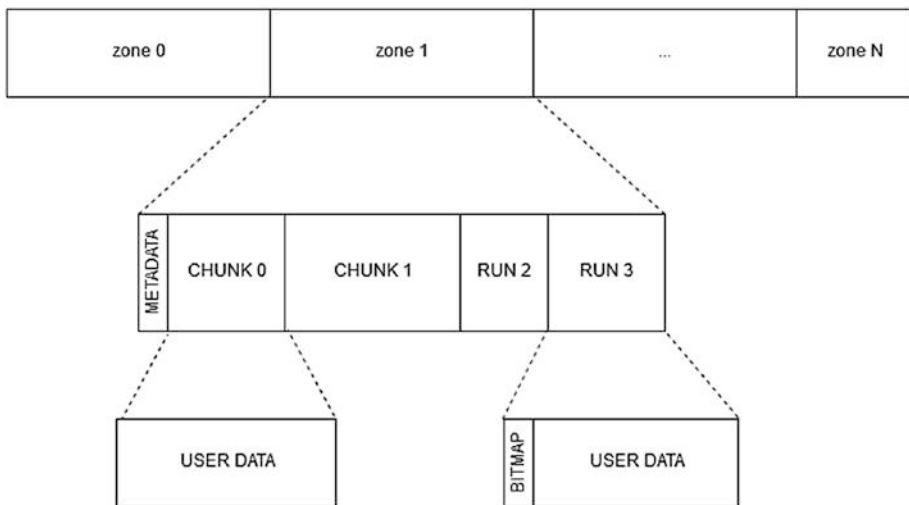 zone 0
zone 1
...
zone N
METADATA
CHUNK 0
CHUNK 1
RUN 2
RUN 3
USER DATA
BITMAP
USER DATA